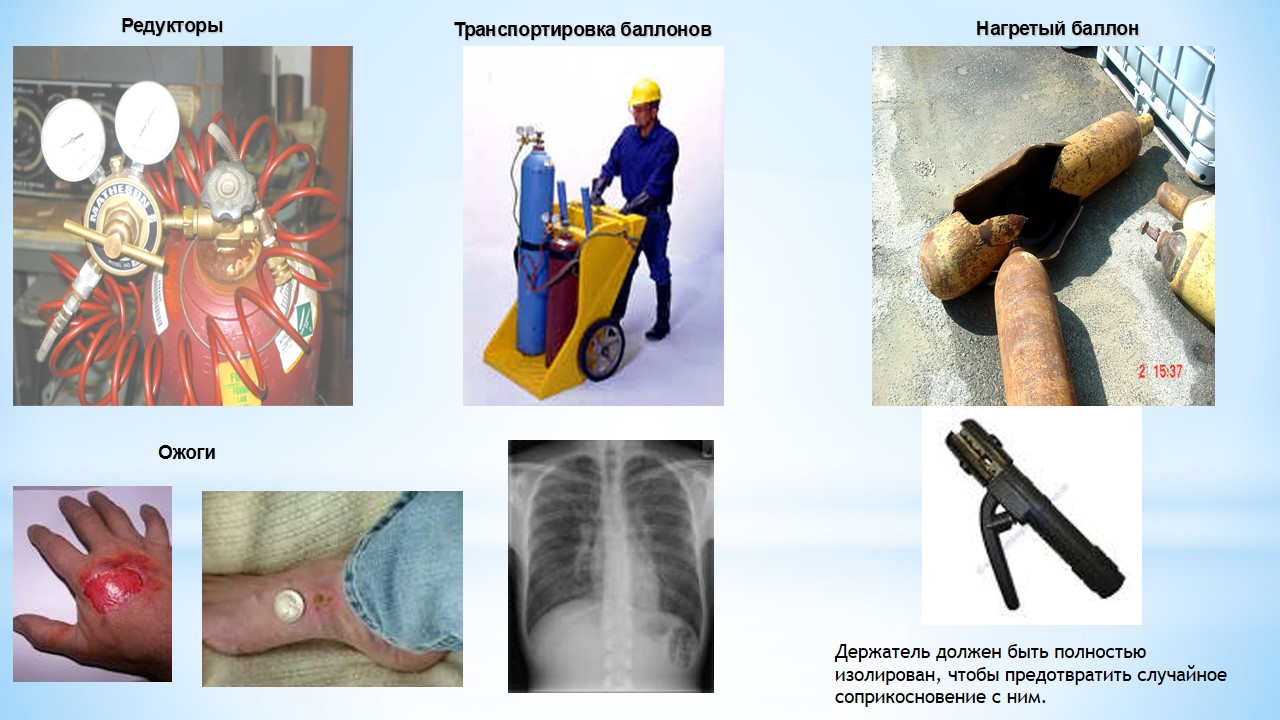 Редукторы
Транспортировка баллонов
Нагретый баллон
MATHESON
2 15:37
Ожоги
Держатель должен быть полностью
изолирован, чтобы предотвратить случайное
соприкосновение с ним.